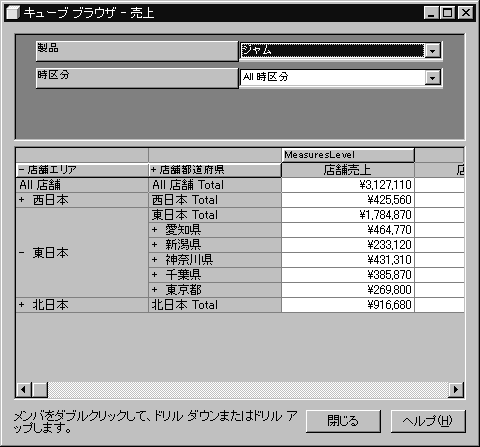 キューブ ブラウザ - 売上
製品 ジャム
時区分 All 時区分
MeasuresLevel
- 店舗エリア + 店舗都道府県 店舗売上
All 店舗 All 店舗 Total ¥3,127,110
+ 西日本 西日本 Total ¥425,560
東日本 Total ¥1,784,870
+ 愛知県 ¥464,770
+ 新潟県 ¥233,120
- 東日本 + 神奈川県 ¥431,310
+ 千葉県 ¥385,870
+ 東京都 ¥269,800
+ 北日本 北日本 Total ¥916,680
メンバをダブルクリックして、ドリル ダウンまたはドリル ア
ップします。
閉じる ヘルプ(H)